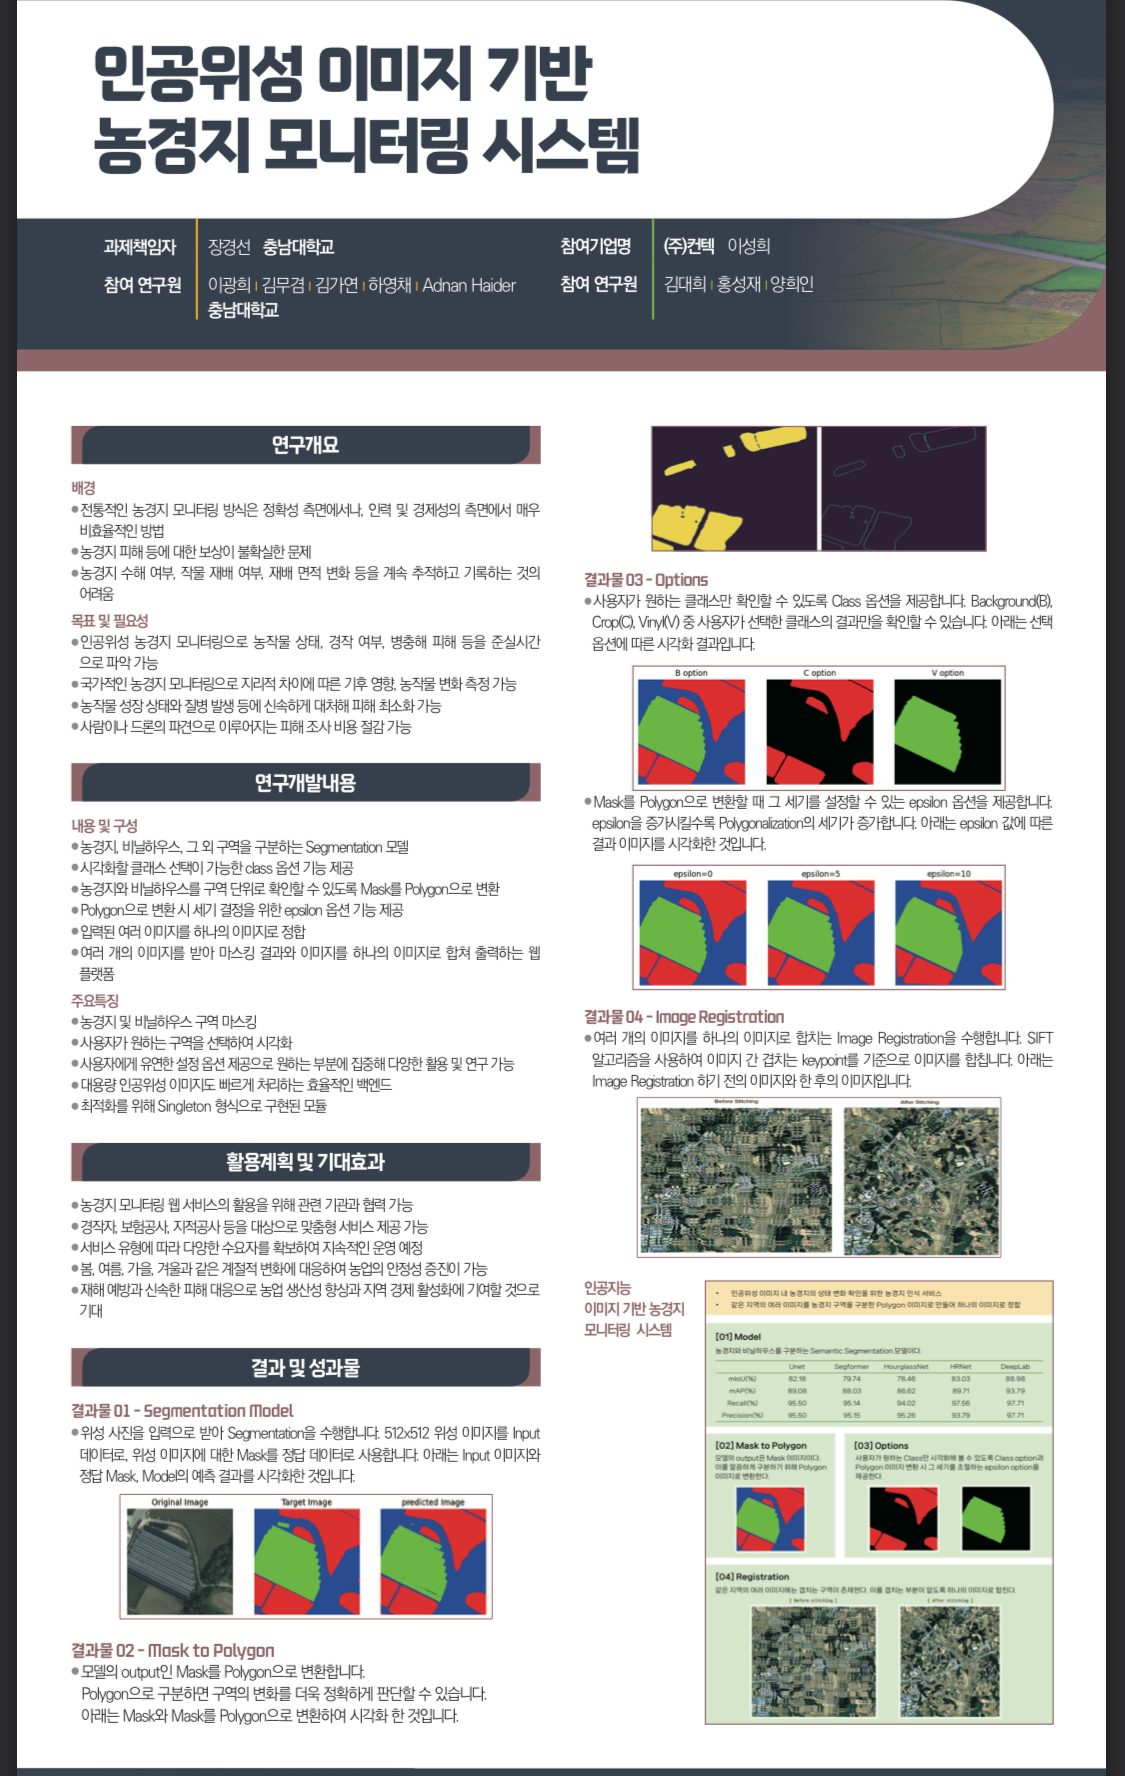 인공위성 이미지 기반
농경지 모니터링 시스템
과제책임자 장경선 충남대학교
참여 연구원 이광희 김무겸 김가연 하영채 Adnan Haider
충남대학교
참여기업명 (주)컨텍 이성희
참여 연구원 김대희 홍성재 양희인
연구개요
배경
●전통적인 농경지 모니터링 방식은 정확성 측면에서나, 인력 및 경제성의 측면에서 매우
비효율적인 방법
●농경지 피해 등에 대한 보상이 불확실한 문제
●농경지 수해 여부, 작물 재배 여부, 재배 면적 변화 등을 계속 추적하고 기록하는 것의
어려움
목표 및 필요성
●인공위성 농경지 모니터링으로 농작물 상태, 경작 여부, 병충해 피해 등을 준실시간
으로 파악 가능
●국가적인 농경지 모니터링으로 지리적 차이에 따른 기후 영향, 농작물 변화 측정 가능
●농작물 성장 상태와 질병 발생 등에 신속하게 대처해 피해 최소화 가능
●사람이나 드론의 파견으로 이루어지는 피해 조사 비용 절감 가능
연구개발내용
내용 및 구성
●농경지, 비닐하우스, 그 외 구역을 구분하는 Segmentation 모델
●시각화할 클래스 선택이 가능한 class 옵션 기능 제공
●농경지와 비닐하우스를 구역 단위로 확인할 수 있도록 Mask를 Polygon으로 변환
●Polygon으로 변환 시 세기 결정을 위한 epsilon 옵션 기능 제공
●입력된 여러 이미지를 하나의 이미지로 정합
●여러 개의 이미지를 받아 마스킹 결과와 이미지를 하나의 이미지로 합쳐 출력하는 웹
플랫폼
주요특징
●농경지 및 비닐하우스 구역 마스킹
●사용자가 원하는 구역을 선택하여 시각화
●사용자에게 유연한 설정 옵션 제공으로 원하는 부분에 집중해 다양한 활용 및 연구 가능
●대용량 인공위성 이미지도 빠르게 처리하는 효율적인 백엔드
●최적화를 위해 Singleton 형식으로 구현된 모듈
활용계획 및 기대효과
●농경지 모니터링 웹 서비스의 활용을 위해 관련 기관과 협력 가능
●경작자, 보험공사, 지적공사 등을 대상으로 맞춤형 서비스 제공 가능
●서비스 유형에 따라 다양한 수요자를 확보하여 지속적인 운영 예정
●봄, 여름, 가을, 겨울과 같은 계절적 변화에 대응하여 농업의 안정성 증진이 가능
●재해 예방과 신속한 피해 대응으로 농업 생산성 향상과 지역 경제 활성화에 기여할 것으로
기대
결과 및 성과물
결과물 01 - Segmentation Model
●위성 사진을 입력으로 받아 Segmentation을 수행합니다. 512x512 위성 이미지를 Input
데이터로, 위성 이미지에 대한 Mask를 정답 데이터로 사용합니다. 아래는 Input 이미지와
정답 Mask, Model의 예측 결과를 시각화한 것입니다.
Original Image Target Image predicted Image
결과물 02 - Mask to Polygon
●모델의 output인 Mask를 Polygon으로 변환합니다.
Polygon으로 구분하면 구역의 변화를 더욱 정확하게 판단할 수 있습니다.
아래는 Mask와 Mask를 Polygon으로 변환하여 시각화 한 것입니다.
결과물 03 - Options
●사용자가 원하는 클래스만 확인할 수 있도록 Class 옵션을 제공합니다. Background(B),
Crop(C), Vinyl(V) 중 사용자가 선택한 클래스의 결과만을 확인할 수 있습니다. 아래는 선택
옵션에 따른 시각화 결과입니다.
B option C option V option
●Mask를 Polygon으로 변환할 때 그 세기를 설정할 수 있는 epsilon 옵션을 제공합니다.
epsilon을 증가시킬수록 Polygonalization의 세기가 증가합니다. 아래는 epsilon 값에 따른
결과 이미지를 시각화한 것입니다.
epsilon=0 epsilon=5 epsilon=10
결과물 04 - Image Registration
●여러 개의 이미지를 하나의 이미지로 합치는 Image Registration을 수행합니다. SIFT
알고리즘을 사용하여 이미지 간 겹치는 keypoint를 기준으로 이미지를 합칩니다. 아래는
Image Registration 하기 전의 이미지와 한 후의 이미지입니다.
Before Stitching After Stitching
인공지능
이미지 기반 농경지
모니터링 시스템
• 인공위성 이미지 내 농경지의 상태 변화 확인을 위한 농경지 인식 서비스
• 같은 지역의 여러 이미지를 농경지 구역을 구분한 Polygon 이미지로 만들어 하나의 이미지로 정합
[01] Model
농경지와 비닐하우스를 구분하는 Semantic Segmentation 모델이다.
Unet Segformer HourglassNet HRNet DeepLab
mIoU(%) 82.18 79.74 78.46 83.03 88.98
mAP(%) 89.08 88.03 86.62 89.71 93.79
Recall(%) 95.50 95.14 94.02 97.56 97.71
Precision(%) 95.50 95.15 95.26 93.79 97.71
[02] Mask to Polygon
모델의 output은 Mask 이미지이다.
이를 깔끔하게 구분하기 위해 Polygon
이미지로 변환한다.
[03] Options
사용자가 원하는 Class만 시각화해 볼 수 있도록 Class option과
Polygon 이미지 변환 시 그 세기를 조절하는 epsilon option을
제공한다.
[04] Registration
같은 지역의 여러 이미지에는 겹치는 구역이 존재한다. 이를 겹치는 부분이 없도록 하나의 이미지로 합친다.
[ Before stitching ] [ After stitching ]